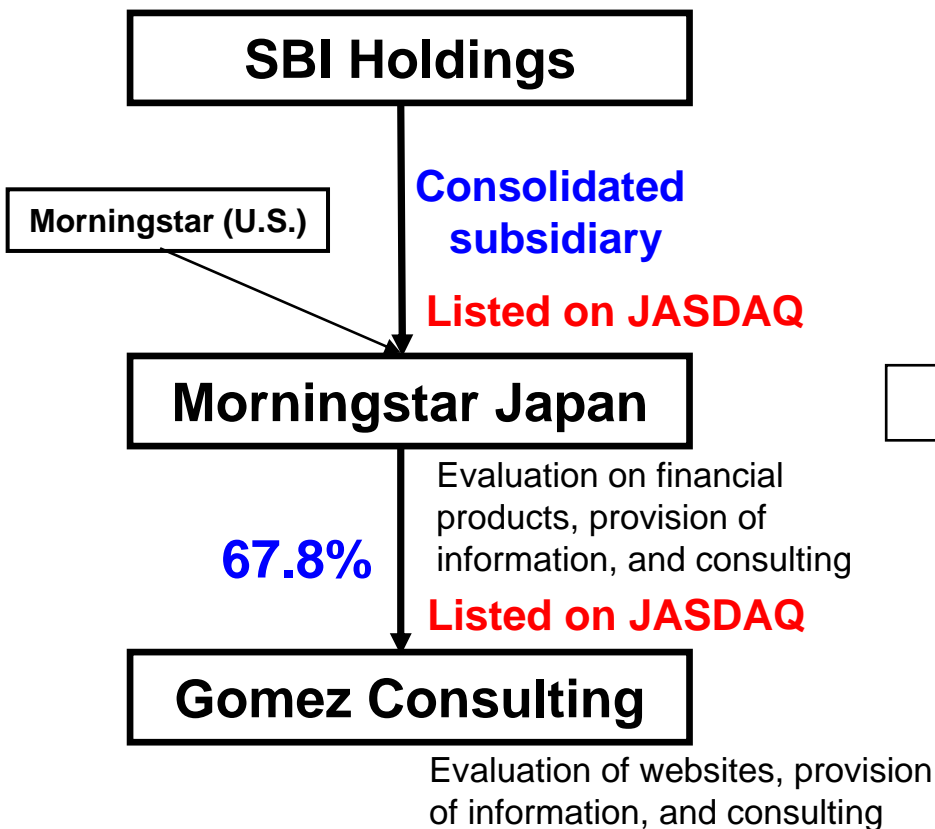 SBI Holdings
Consolidated
subsidiary
Morningstar (U.S.)
Listed on JASDAQ
Morningstar Japan
Evaluation on financial
products, provision of
information, and consulting
67.8%
Listed on JASDAQ
Gomez Consulting
Evaluation of websites, provision
of information, and consulting